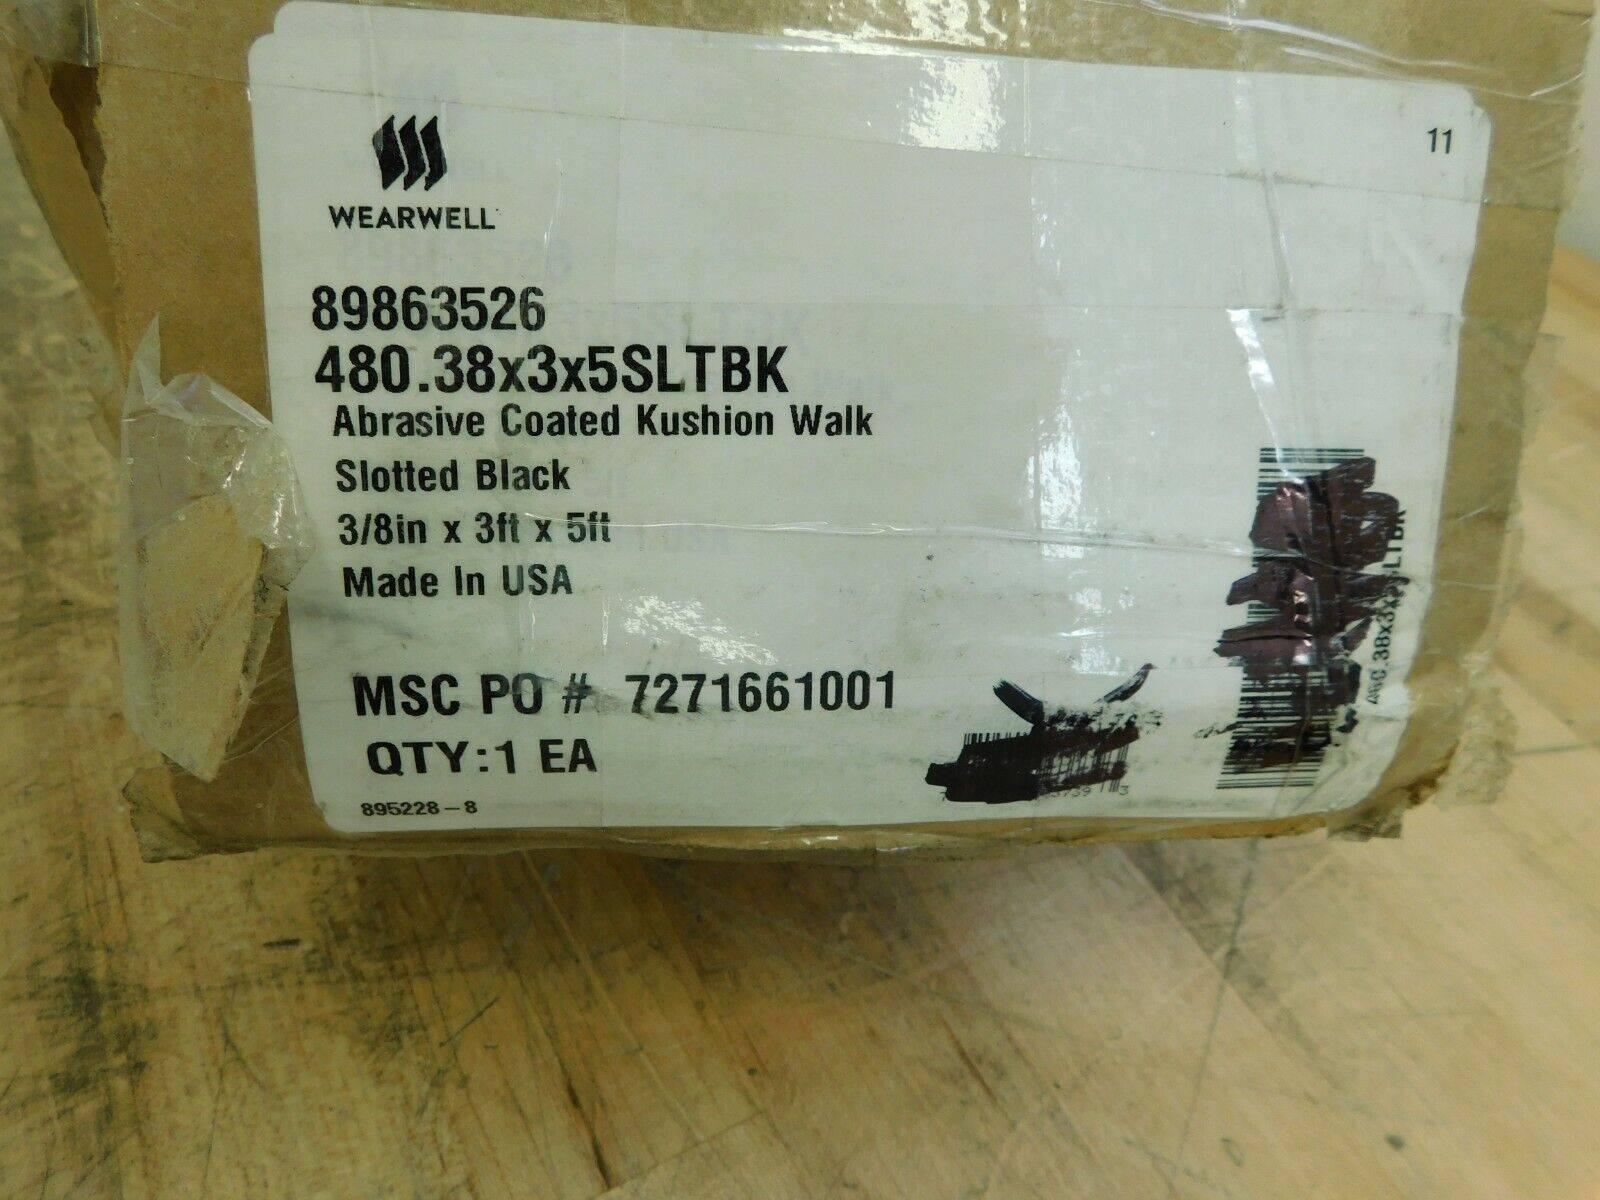 11
WEARWELL
89863526
480.38x3x5SLTBK
Abrasive Coated Kushion Walk
Slotted Black
3/8in x 3ft x 5ft
Made In USA
MSC PO # 7271661001
QTY:1 EA
895228-8